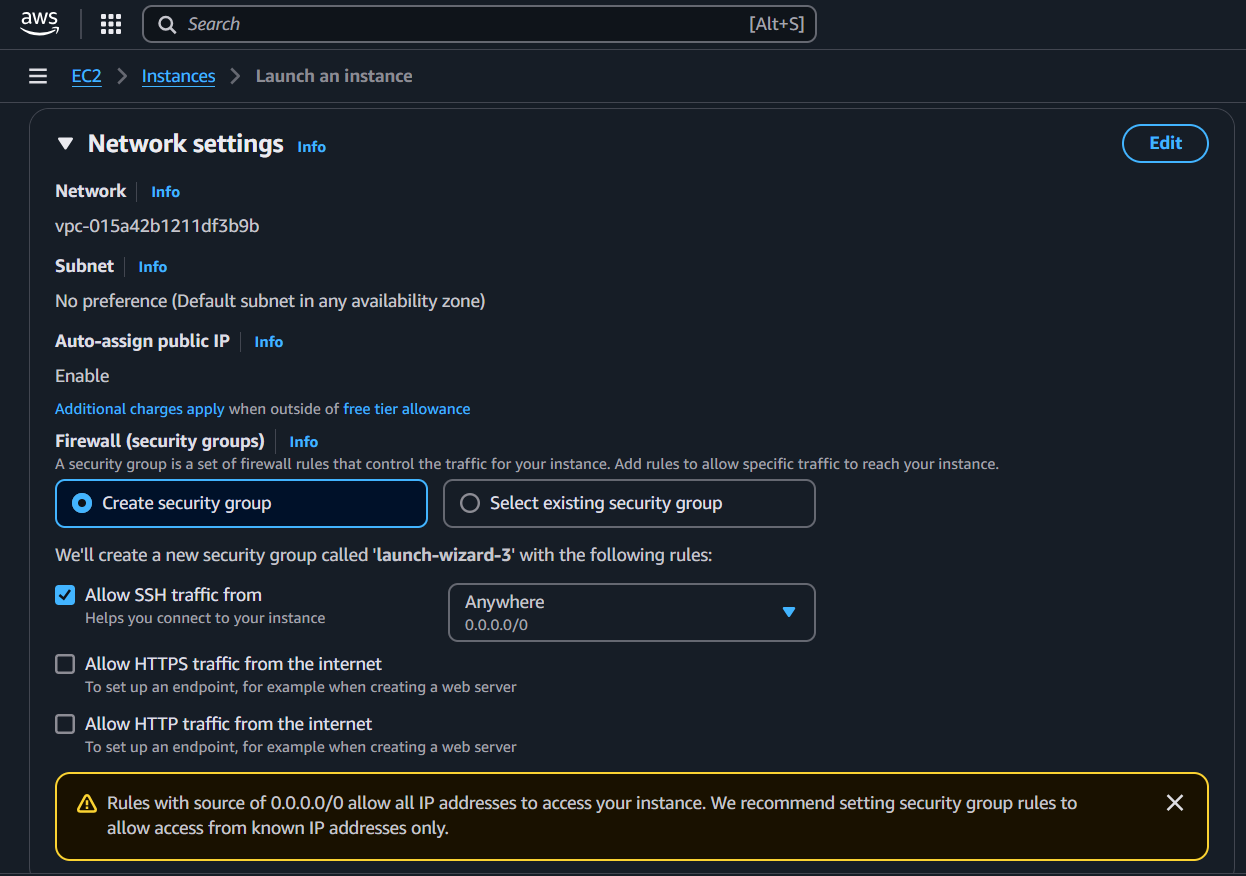 aws
Search [Alt+S]
EC2 Instances Launch an instance
Network settings Info Edit
Network Info
vpc-015a42b1211df3b9b
Subnet Info
No preference (Default subnet in any availability zone)
Auto-assign public IP Info
Enable
Additional charges apply when outside of free tier allowance
Firewall (security groups) Info
A security group is a set of firewall rules that control the traffic for your instance. Add rules to allow specific traffic to reach your instance.
Create security group Select existing security group
We'll create a new security group called 'launch-wizard-3' with the following rules:
Allow SSH traffic from
Helps you connect to your instance
Anywhere
0.0.0.0/0
Allow HTTPS traffic from the internet
To set up an endpoint, for example when creating a web server
Allow HTTP traffic from the internet
To set up an endpoint, for example when creating a web server
Rules with source of 0.0.0.0/0 allow all IP addresses to access your instance. We recommend setting security group rules to
allow access from known IP addresses only.